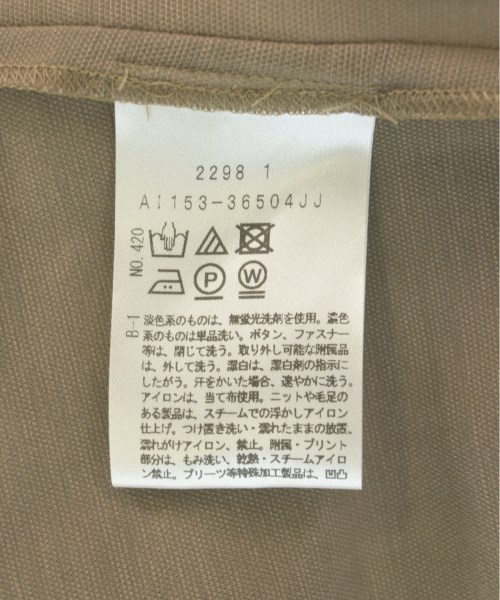 2298 1
AI153-36504JJ
NO.420
P
W
B-1
淡色系のものは、無蛍光洗剤を使用。濃色
系のものは単品洗い。ボタン、ファスナー
等は、閉じて洗う。取り外し可能な附属品
は、外して洗う。漂白は、漂白剤の指示に
したがう。汗をかいた場合、速やかに洗う。
アイロンは、当て布使用。ニットや毛足の
ある製品は、スチームでの浮かしアイロン
仕上げ。つけ置き洗い・濡れたままの放置、
濡れがけアイロン、禁止。附属・プリント
部分は、もみ洗い、乾熱・スチームアイロ
ン禁止。プリーツ等特殊加工製品は、凹凸